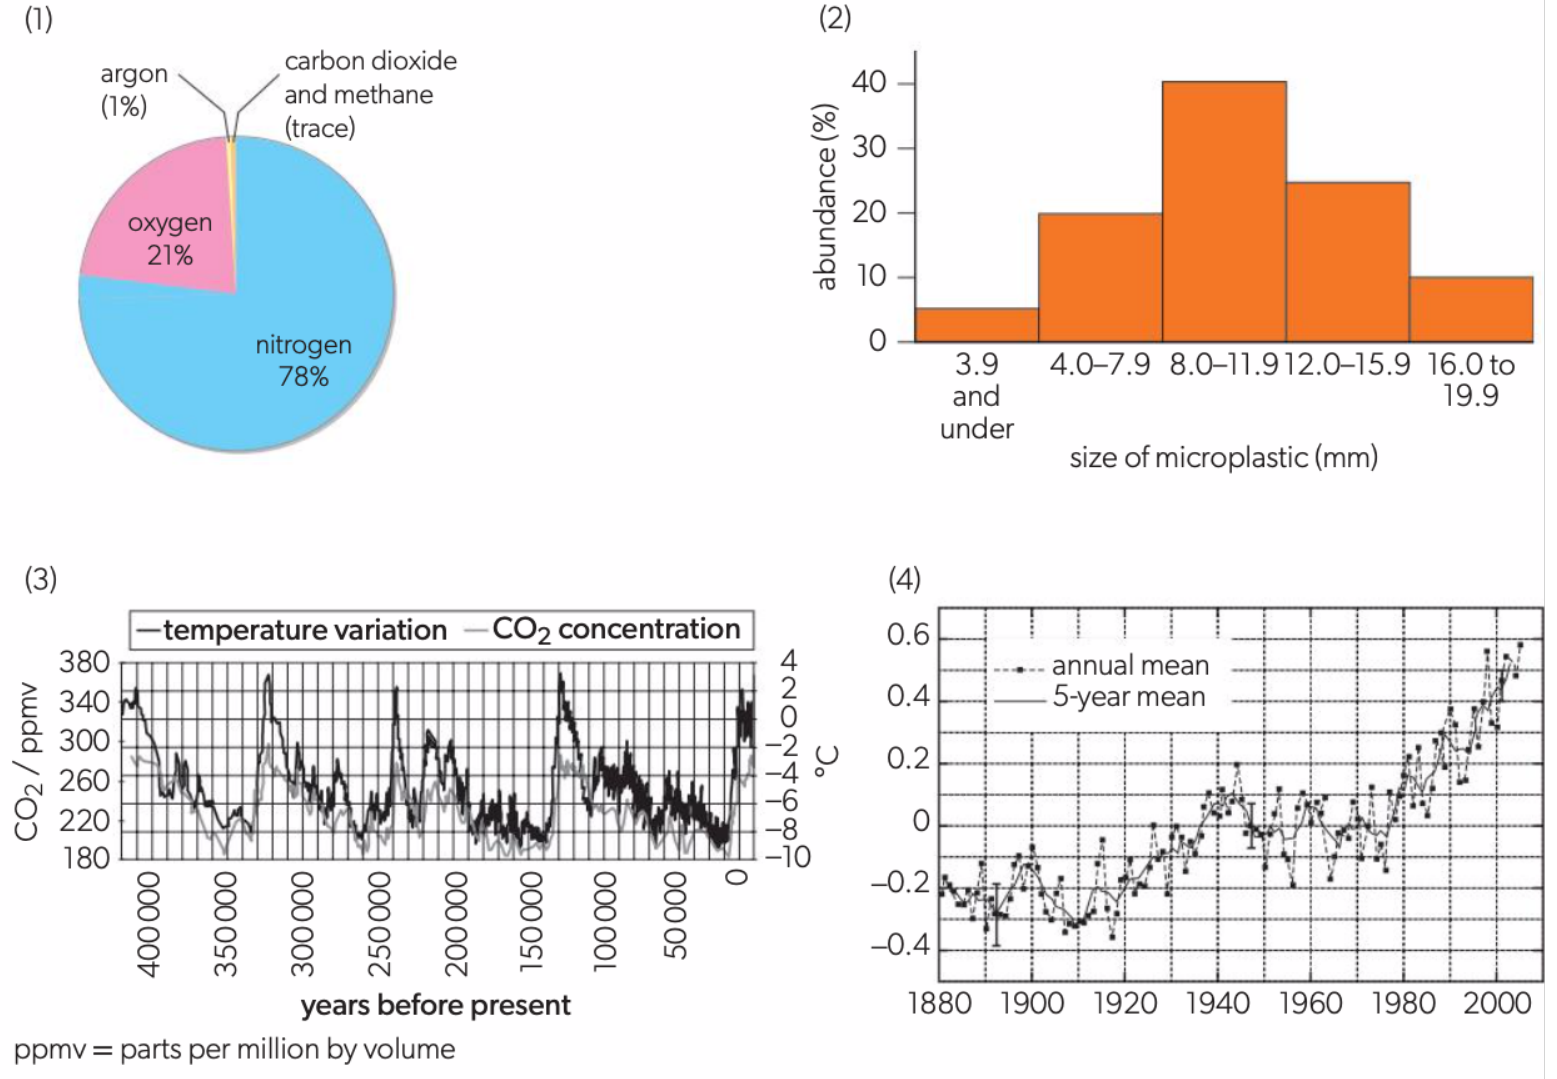 (1)
argon
(1%)
carbon dioxide
and methane
(trace)
oxygen
21%
nitrogen
78%
(2)
abundance (%)
40
30
20
10
0
3.9
and
under
4.0–7.9
8.0–11.9
12.0–15.9
16.0 to
19.9
size of microplastic (mm)
(3)
temperature variation
CO₂ concentration
CO₂ / ppmv
380
340
300
260
220
180
4
2
0
−2
−4
−6
−8
−10
°C
400000
350000
300000
250000
200000
150000
100000
50000
0
years before present
ppmv = parts per million by volume
(4)
annual mean
5-year mean
0.6
0.4
0.2
0
−0.2
−0.4
1880
1900
1920
1940
1960
1980
2000